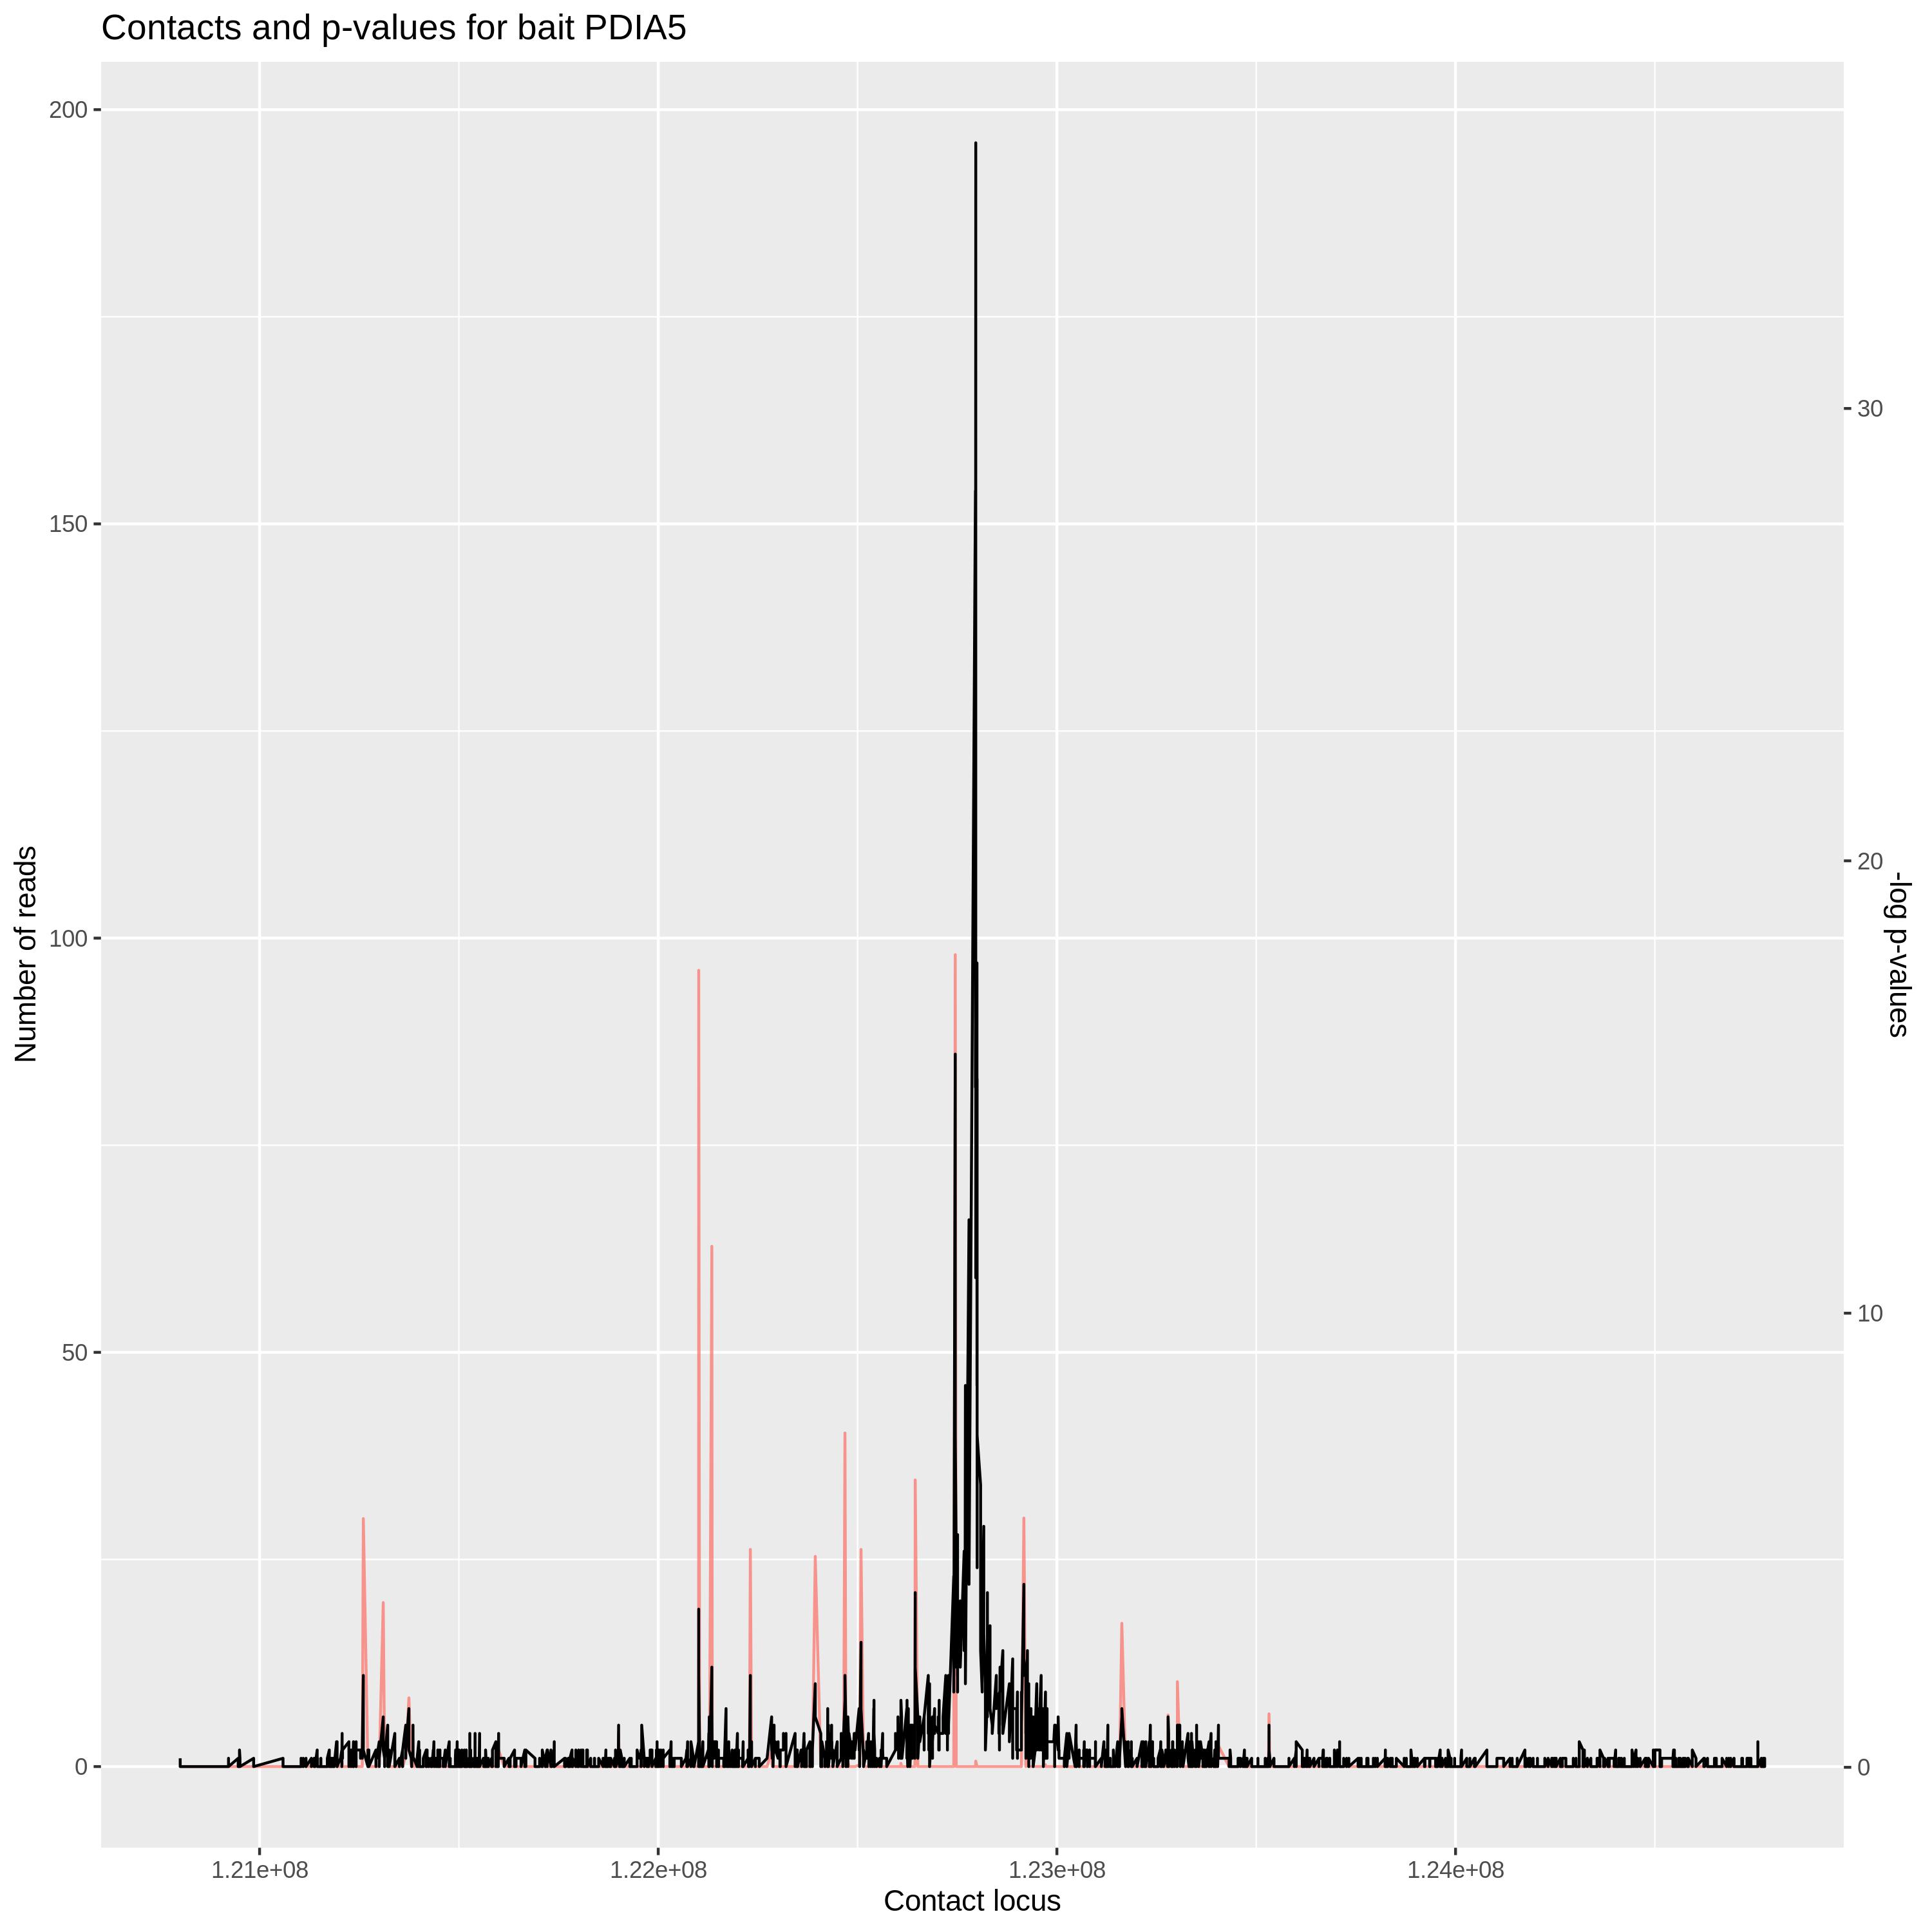 Contacts and p-values for bait PDIA5
200
150
100
50
0
Number of reads
30
20
10
0
-log p-values
1.21e+08
1.22e+08
1.23e+08
1.24e+08
Contact locus